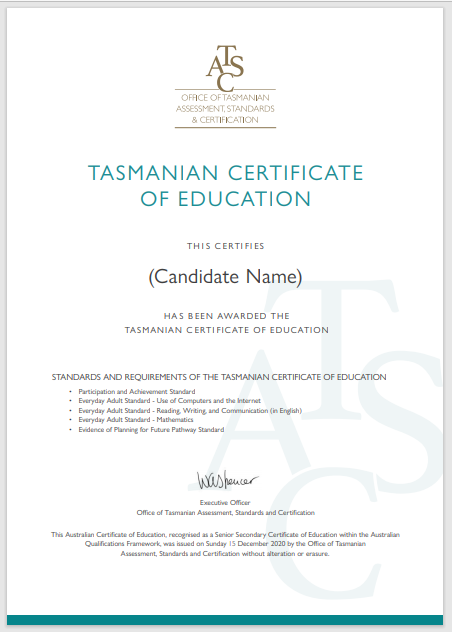 TASC
OFFICE OF TASMANIAN
ASSESSMENT, STANDARDS
& CERTIFICATION
TASMANIAN CERTIFICATE
OF EDUCATION
THIS CERTIFIES
(Candidate Name)
HAS BEEN AWARDED THE
TASMANIAN CERTIFICATE OF EDUCATION
STANDARDS AND REQUIREMENTS OF THE TASMANIAN CERTIFICATE OF EDUCATION
• Participation and Achievement Standard
• Everyday Adult Standard - Use of Computers and the Internet
• Everyday Adult Standard - Reading, Writing, and Communication (in English)
• Everyday Adult Standard - Mathematics
• Evidence of Planning for Future Pathway Standard
Executive Officer
Office of Tasmanian Assessment, Standards and Certification
This Australian Certificate of Education, recognised as a Senior Secondary Certificate of Education within the Australian
Qualifications Framework, was issued on Sunday 15 December 2020 by the Office of Tasmanian
Assessment, Standards and Certification without alteration or erasure.
TASC